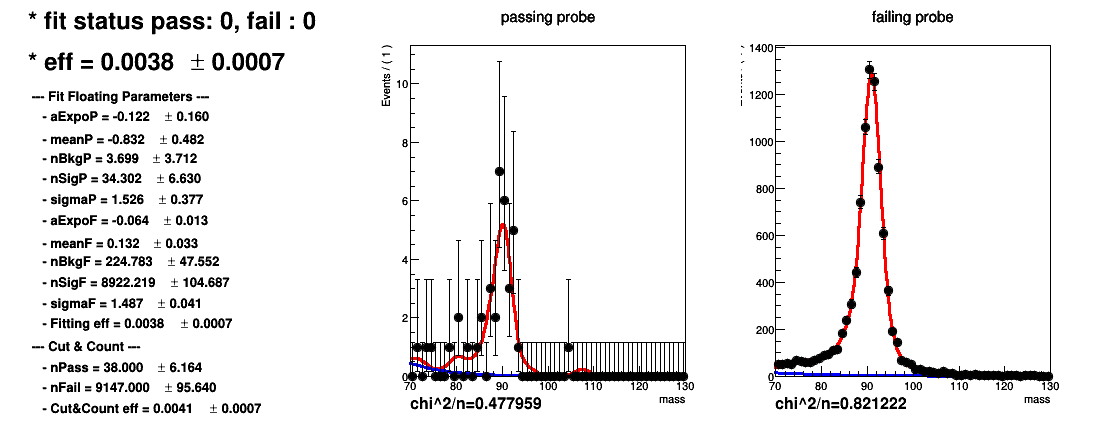 * fit status pass: 0, fail : 0
* eff = 0.0038 ± 0.0007
--- Fit Floating Parameters ---
- aExpoP = -0.122 ± 0.160
- meanP = -0.832 ± 0.482
- nBkgP = 3.699 ± 3.712
- nSigP = 34.302 ± 6.630
- sigmaP = 1.526 ± 0.377
- aExpoF = -0.064 ± 0.013
- meanF = 0.132 ± 0.033
- nBkgF = 224.783 ± 47.552
- nSigF = 8922.219 ± 104.687
- sigmaF = 1.487 ± 0.041
- Fitting eff = 0.0038 ± 0.0007
--- Cut & Count ---
- nPass = 38.000 ± 6.164
- nFail = 9147.000 ± 95.640
- Cut&Count eff = 0.0041 ± 0.0007
passing probe
Events / ( 1 )
10
8
6
4
2
0
70 80 90 100 110 120 130
mass
chi^2/n=0.477959
failing probe
1400
1200
1000
800
600
400
200
0
70 80 90 100 110 120 130
mass
chi^2/n=0.821222